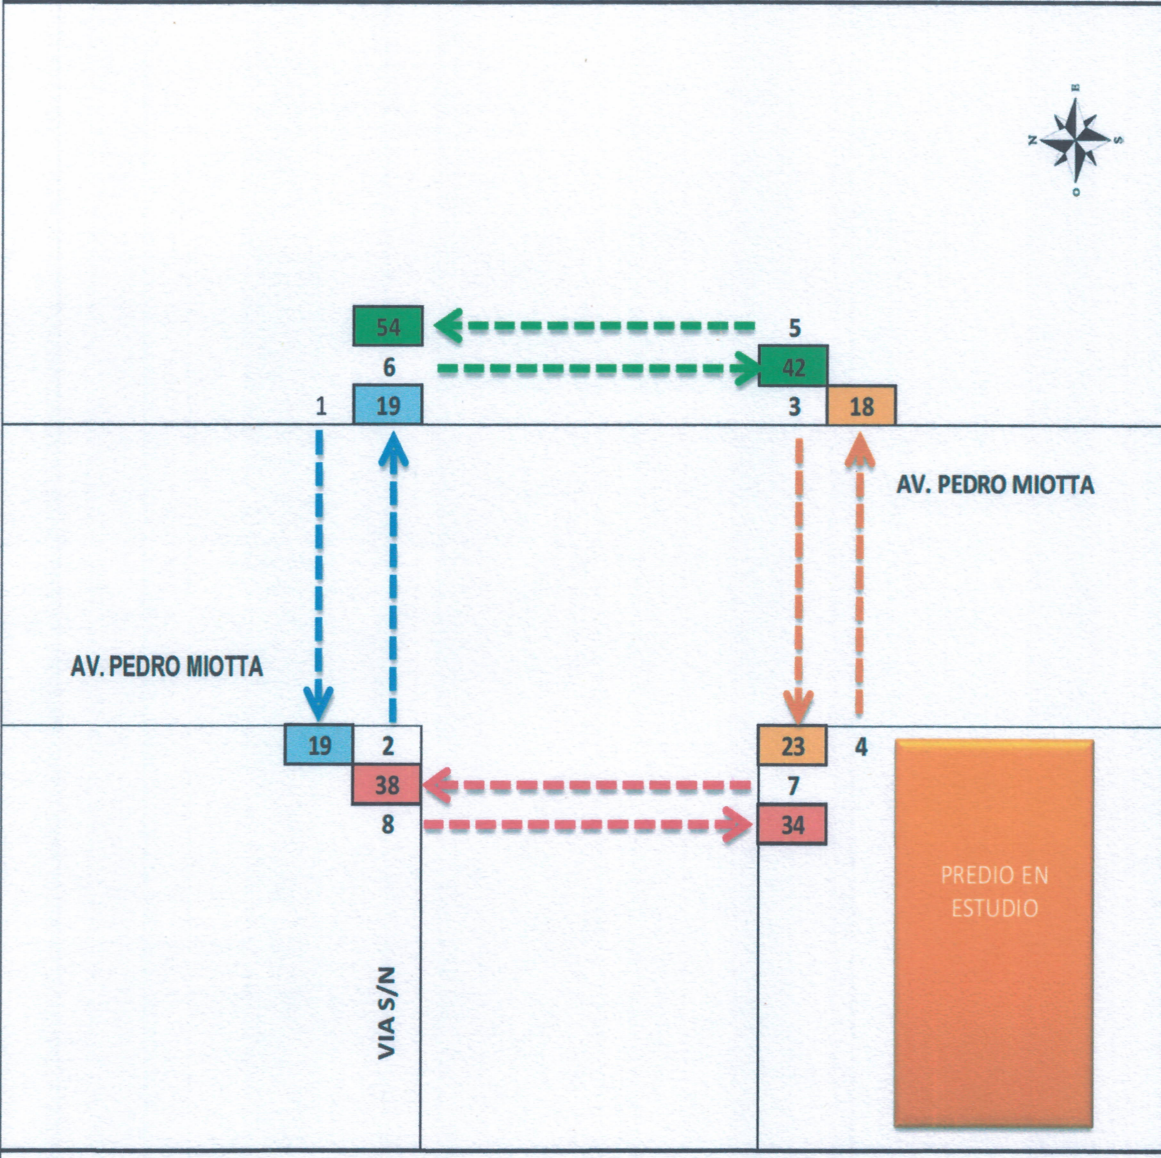 E
N S
O
54 5
6 42
1 19 3 18
AV. PEDRO MIOTTA
AV. PEDRO MIOTTA
19 2 23 4
38 7
8 34
PREDIO EN
ESTUDIO
VIA S/N